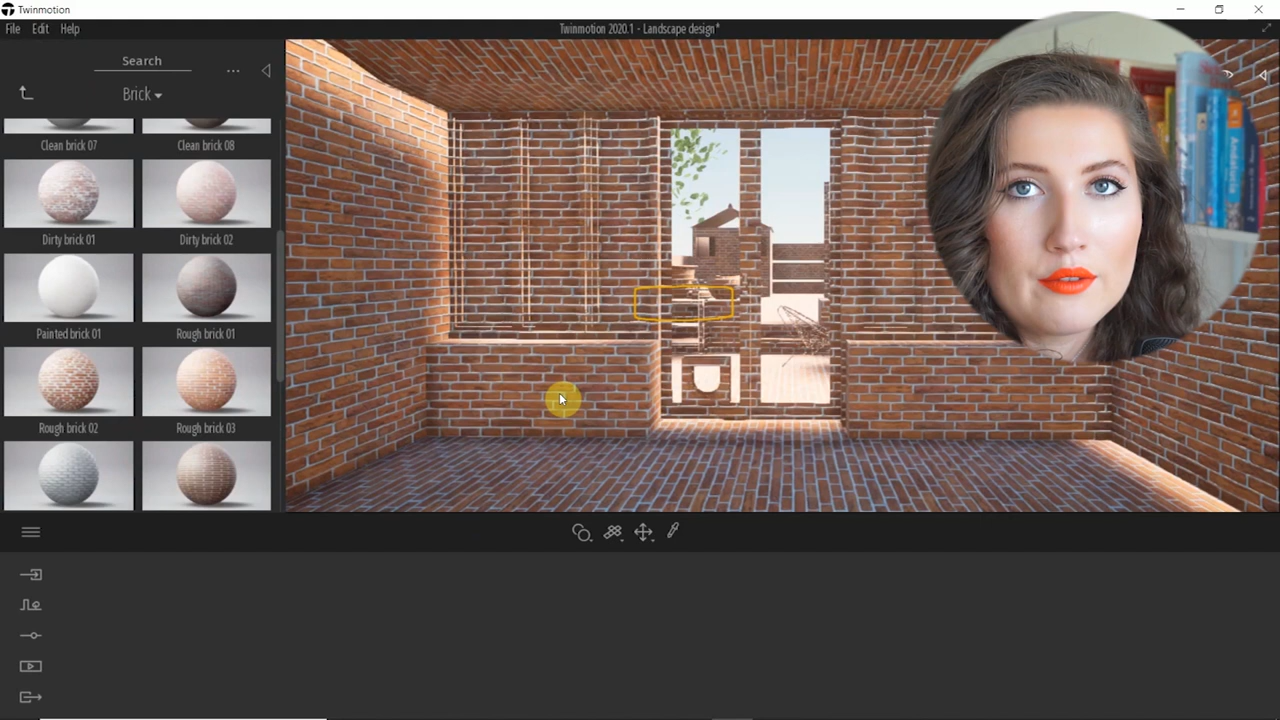 Twinmotion
File Edit Help
Twinmotion 2020.1 - Landscape design*
Search
...
Brick
Clean brick 07 Clean brick 08
Dirty brick 01 Dirty brick 02
Painted brick 01 Rough brick 01
Rough brick 02 Rough brick 03